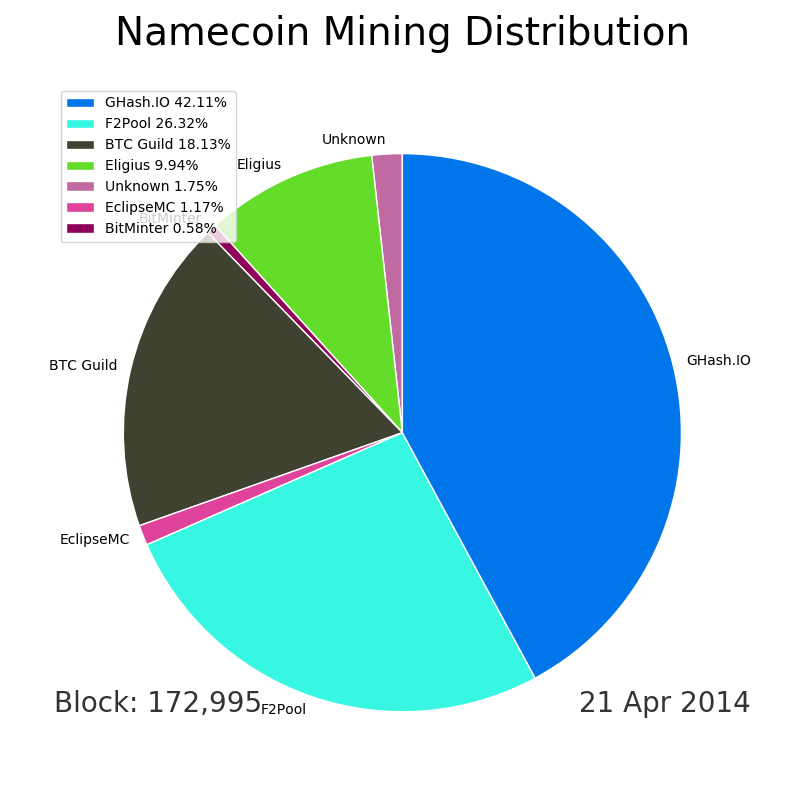 Namecoin Mining Distribution
GHash.IO 42.11%
F2Pool 26.32%
BTC Guild 18.13%
Eligius 9.94%
Unknown 1.75%
EclipseMC 1.17%
BitMinter 0.58%
Unknown
Eligius
BitMinter
GHash.IO
BTC Guild
EclipseMC
F2Pool
Block: 172,995
21 Apr 2014